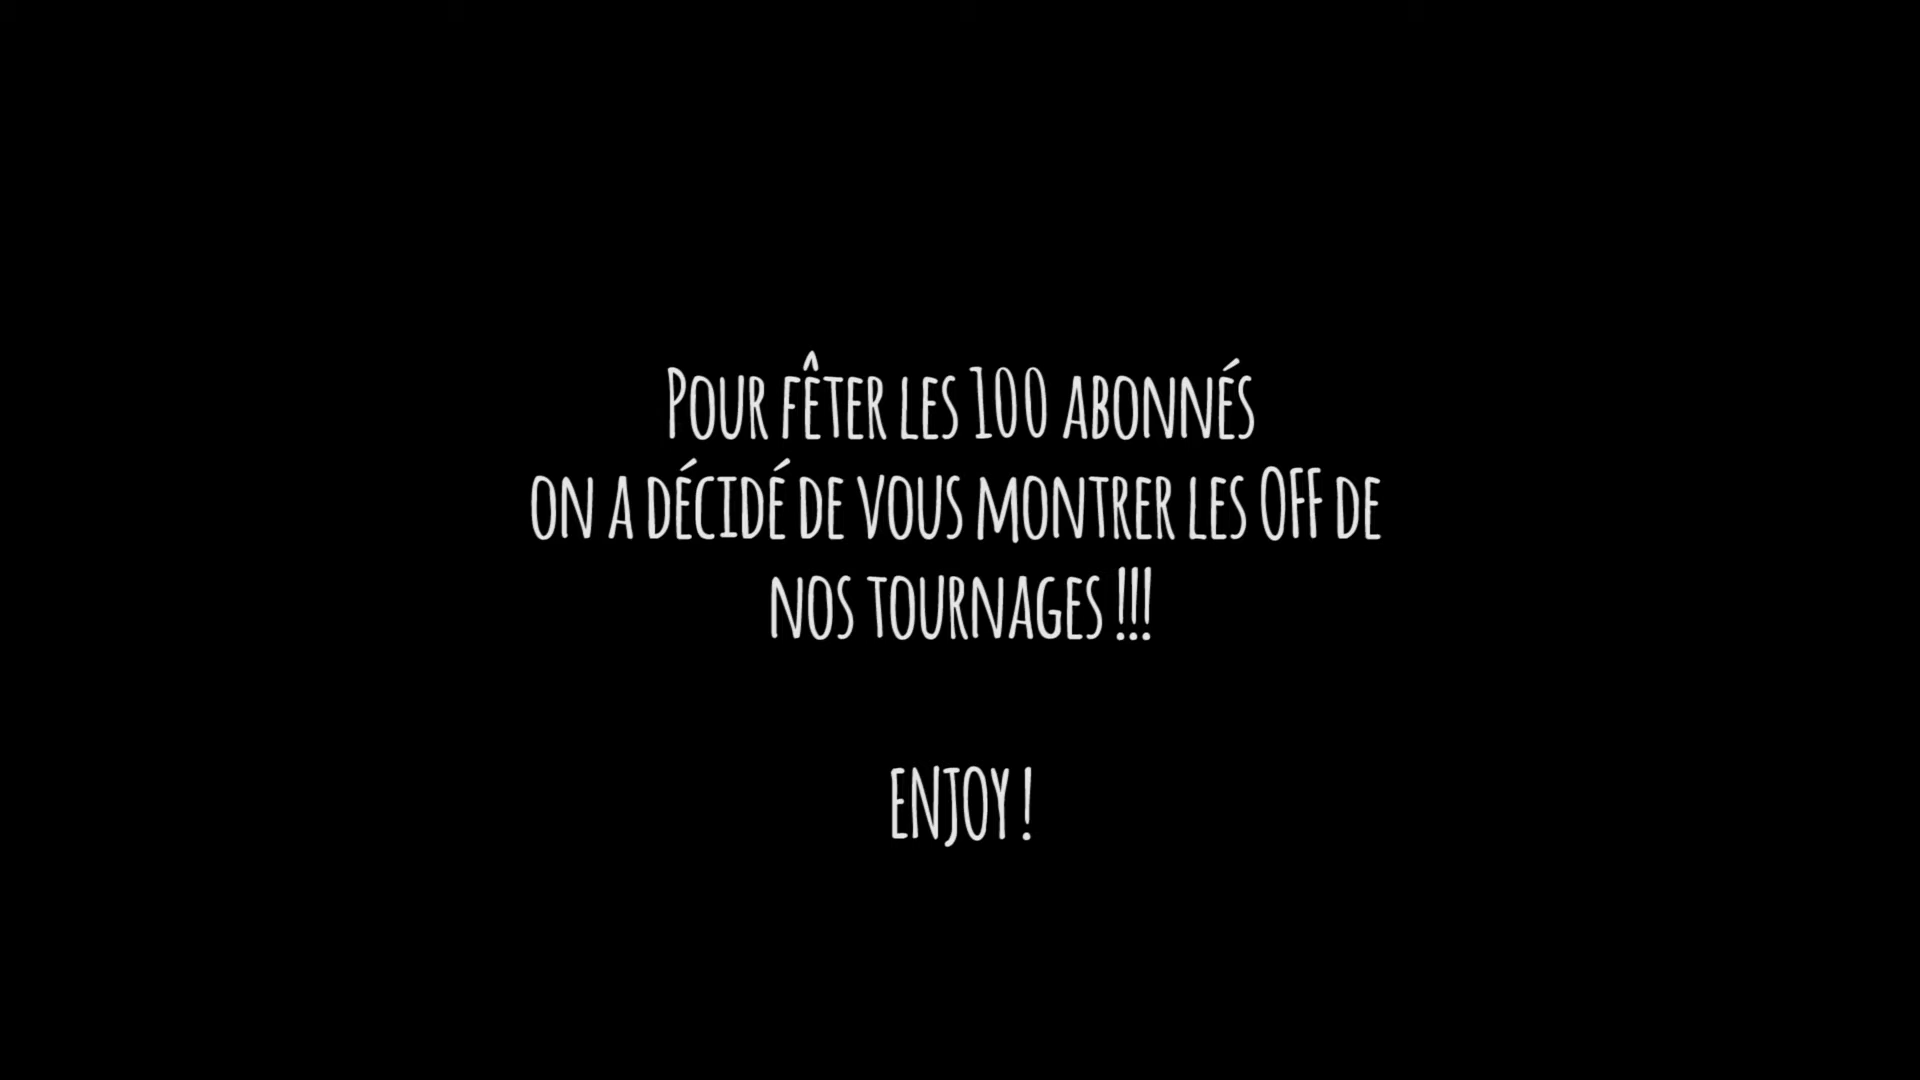 Pour fêter les 100 abonnés
on a décidé de vous montrer les OFF de
nos tournages !!!
ENJOY !